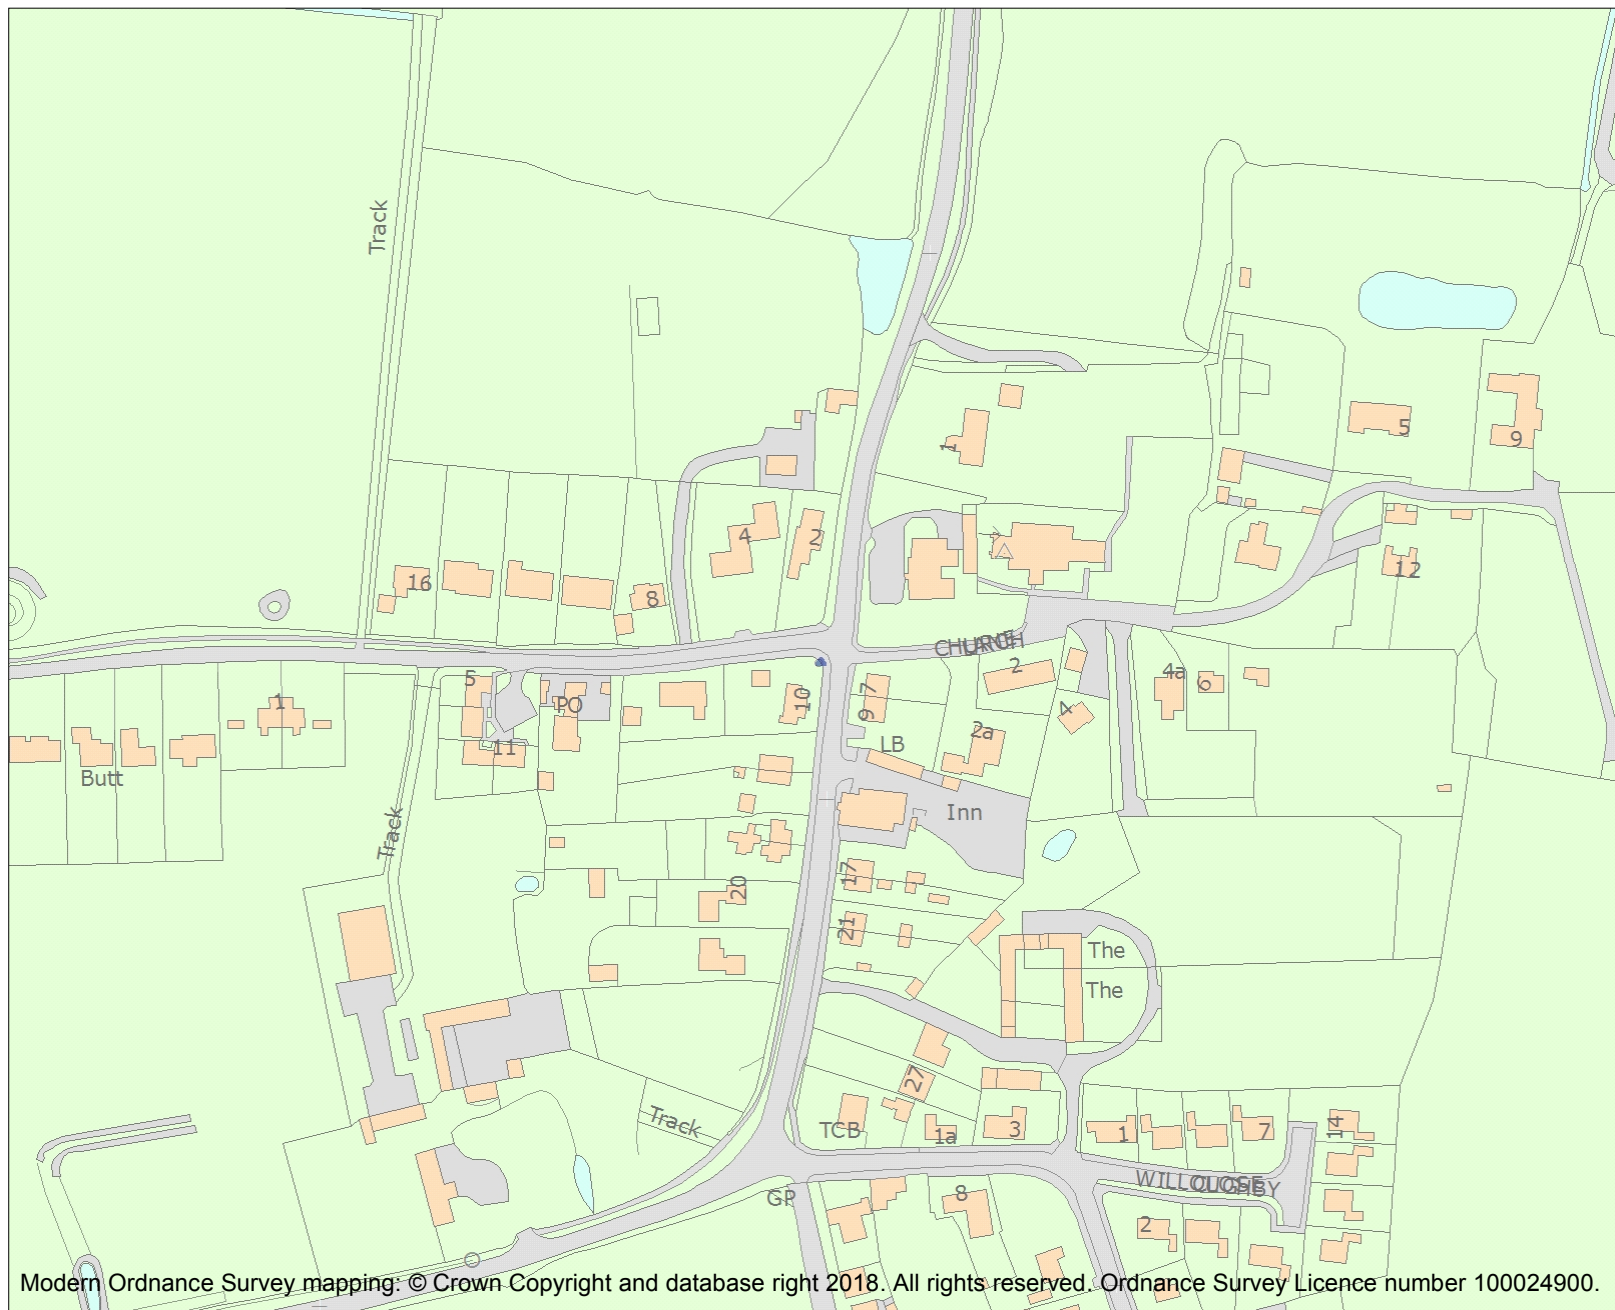 Track
1
5
9
4
2
16
8
12
CHURCH
LANE
2
5
PO
10
7
9
4a
6
1
4
2a
LB
11
Butt
Inn
Track
17
20
21
The
The
27
Track
TCB
1a
3
1
7
14
WILLOUGHBY
CLOSE
GP
8
2
Modern Ordnance Survey mapping: © Crown Copyright and database right 2018. All rights reserved. Ordnance Survey Licence number 100024900.